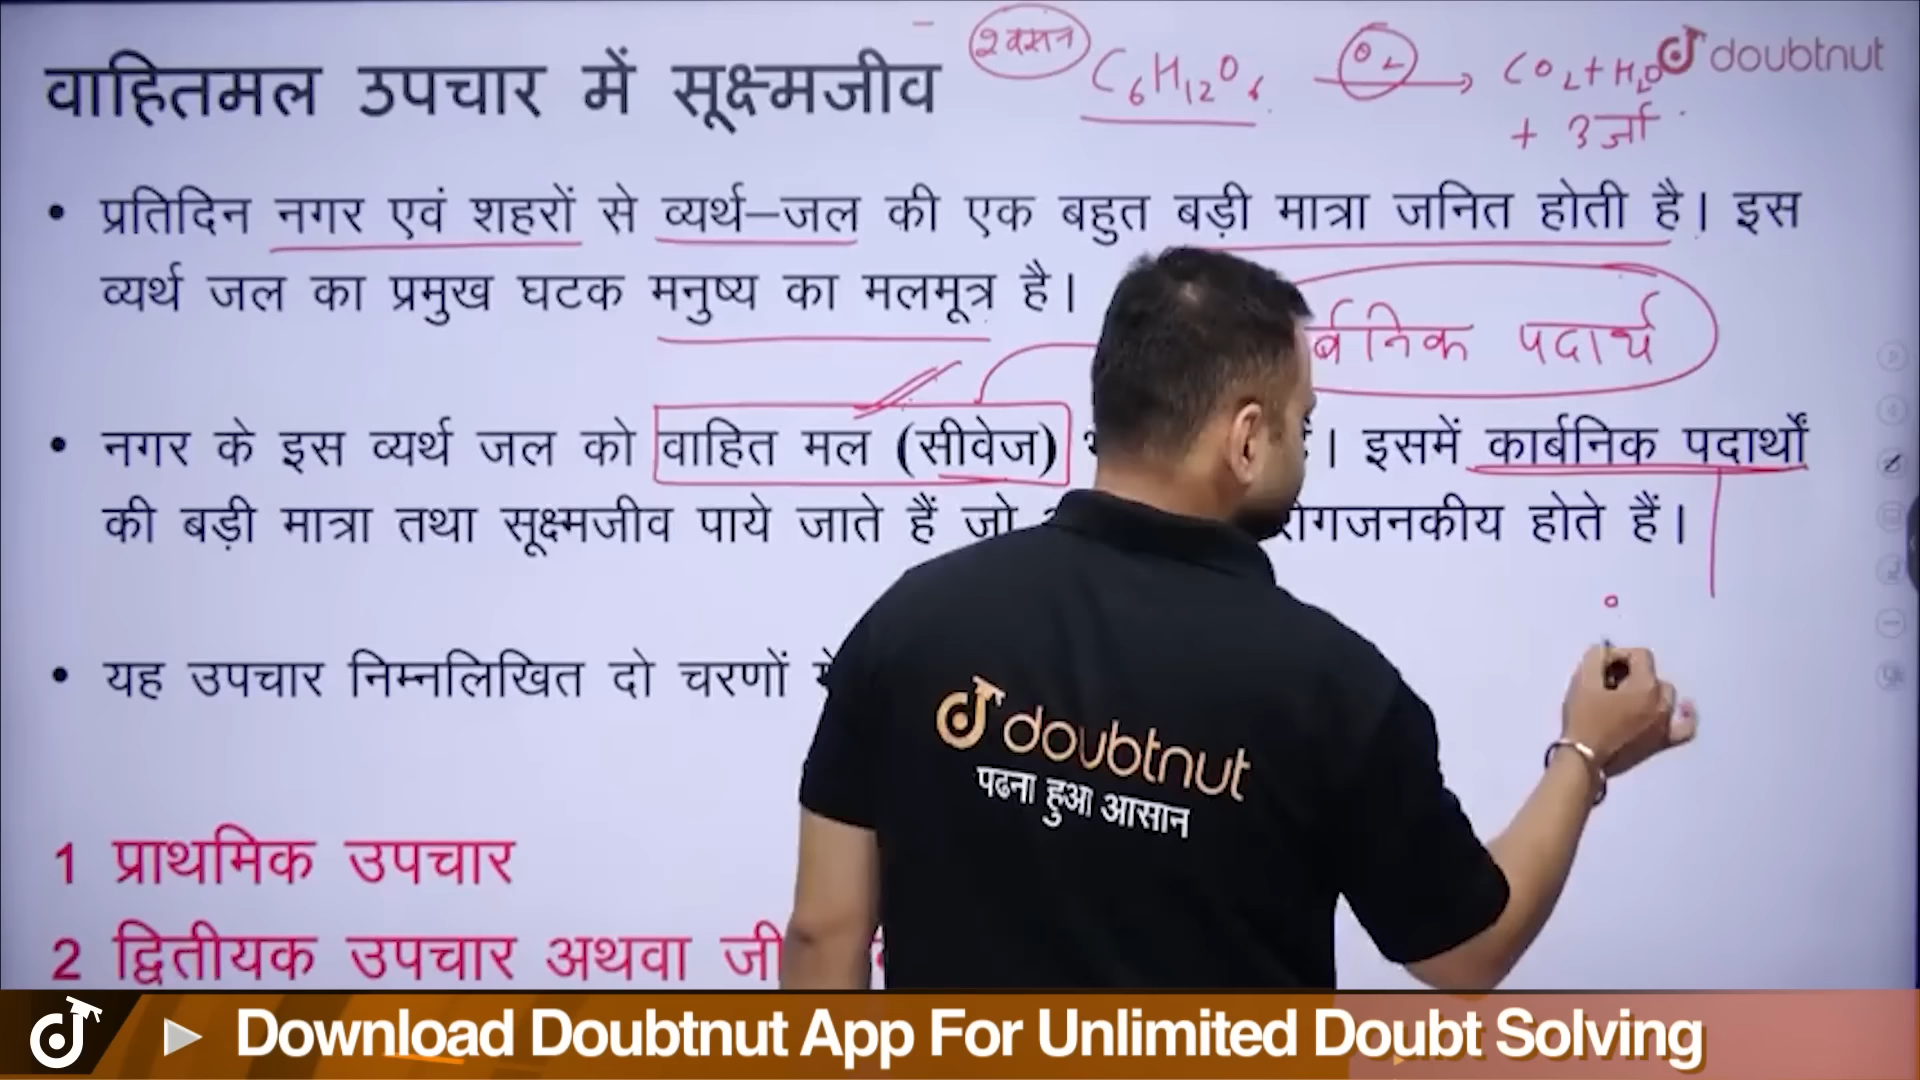 वाहितमल उपचार में सूक्ष्मजीव
श्वसन C6H12O6 O2 CO2+H2O
+ ऊर्जा
doubtnut
• प्रतिदिन नगर एवं शहरों से व्यर्थ–जल की एक बहुत बड़ी मात्रा जनित होती है। इस
व्यर्थ जल का प्रमुख घटक मनुष्य का मलमूत्र है।
र्बनिक पदार्थ
• नगर के इस व्यर्थ जल को वाहित मल (सीवेज) । इसमें कार्बनिक पदार्थों
की बड़ी मात्रा तथा सूक्ष्मजीव पाये जाते हैं जो रोगजनकीय होते हैं।
• यह उपचार निम्नलिखित दो चरणों
1 प्राथमिक उपचार
2 द्वितीयक उपचार अथवा
doubtnut
पढना हुआ आसान
Download Doubtnut App For Unlimited Doubt Solving